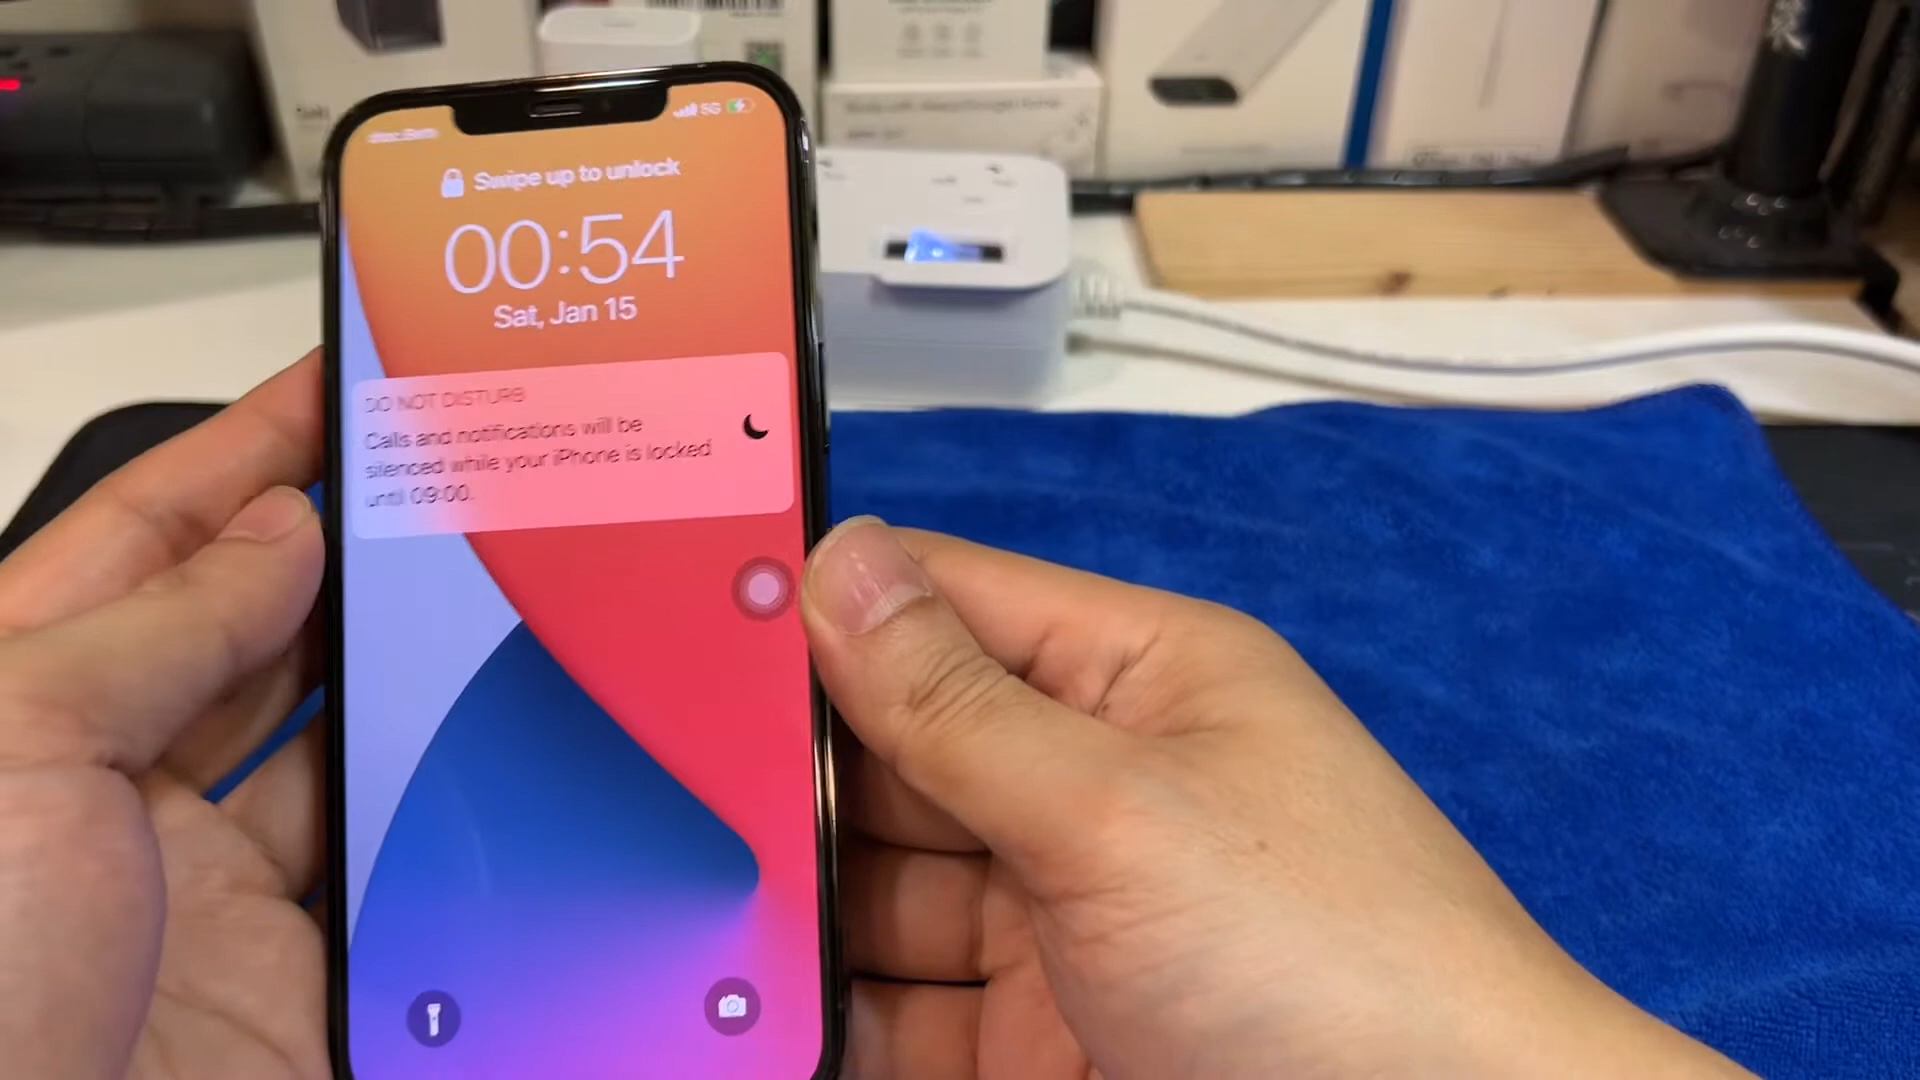 5G
Swipe up to unlock
00:54
Sat, Jan 15
DO NOT DISTURB
Calls and notifications will be
silenced while your iPhone is locked
until 09:00.